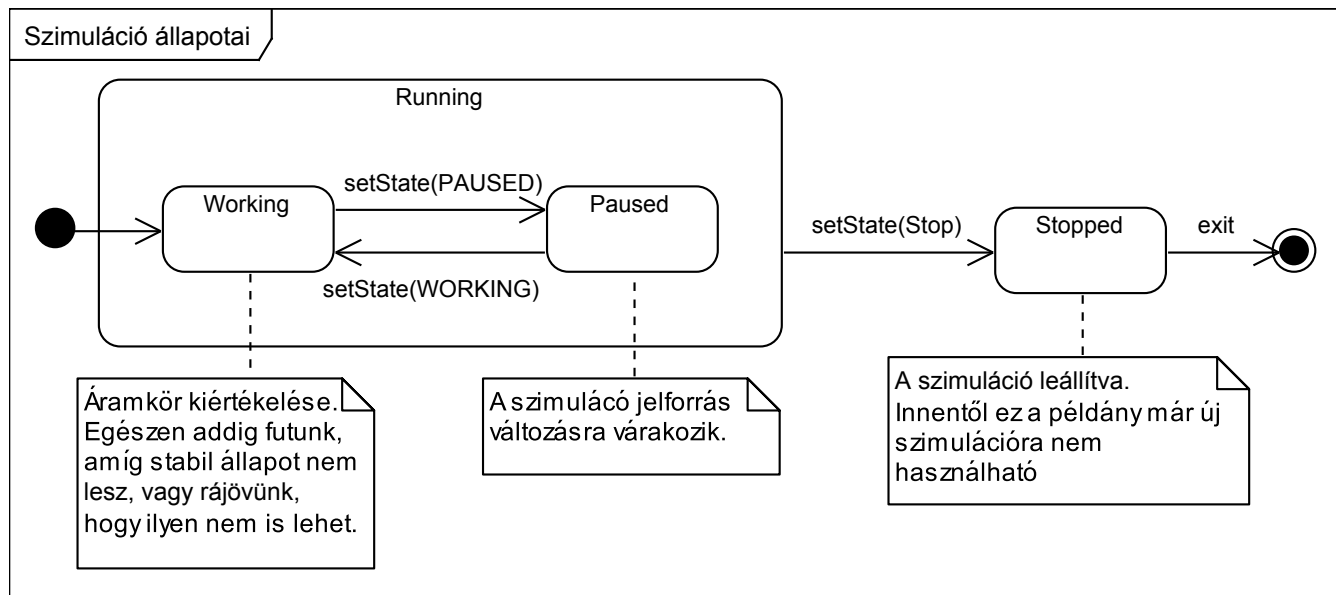 Szimuláció állapotai
Running
Working
setState(PAUSED)
Paused
setState(WORKING)
setState(Stop)
Stopped
exit
Áramkör kiértékelése.
Egészen addig futunk,
amíg stabil állapot nem
lesz, vagy rájövünk,
hogy ilyen nem is lehet.
A szimulácó jelforrás
változásra várakozik.
A szimuláció leállítva.
Innentől ez a példány már új
szimulációra nem
használható